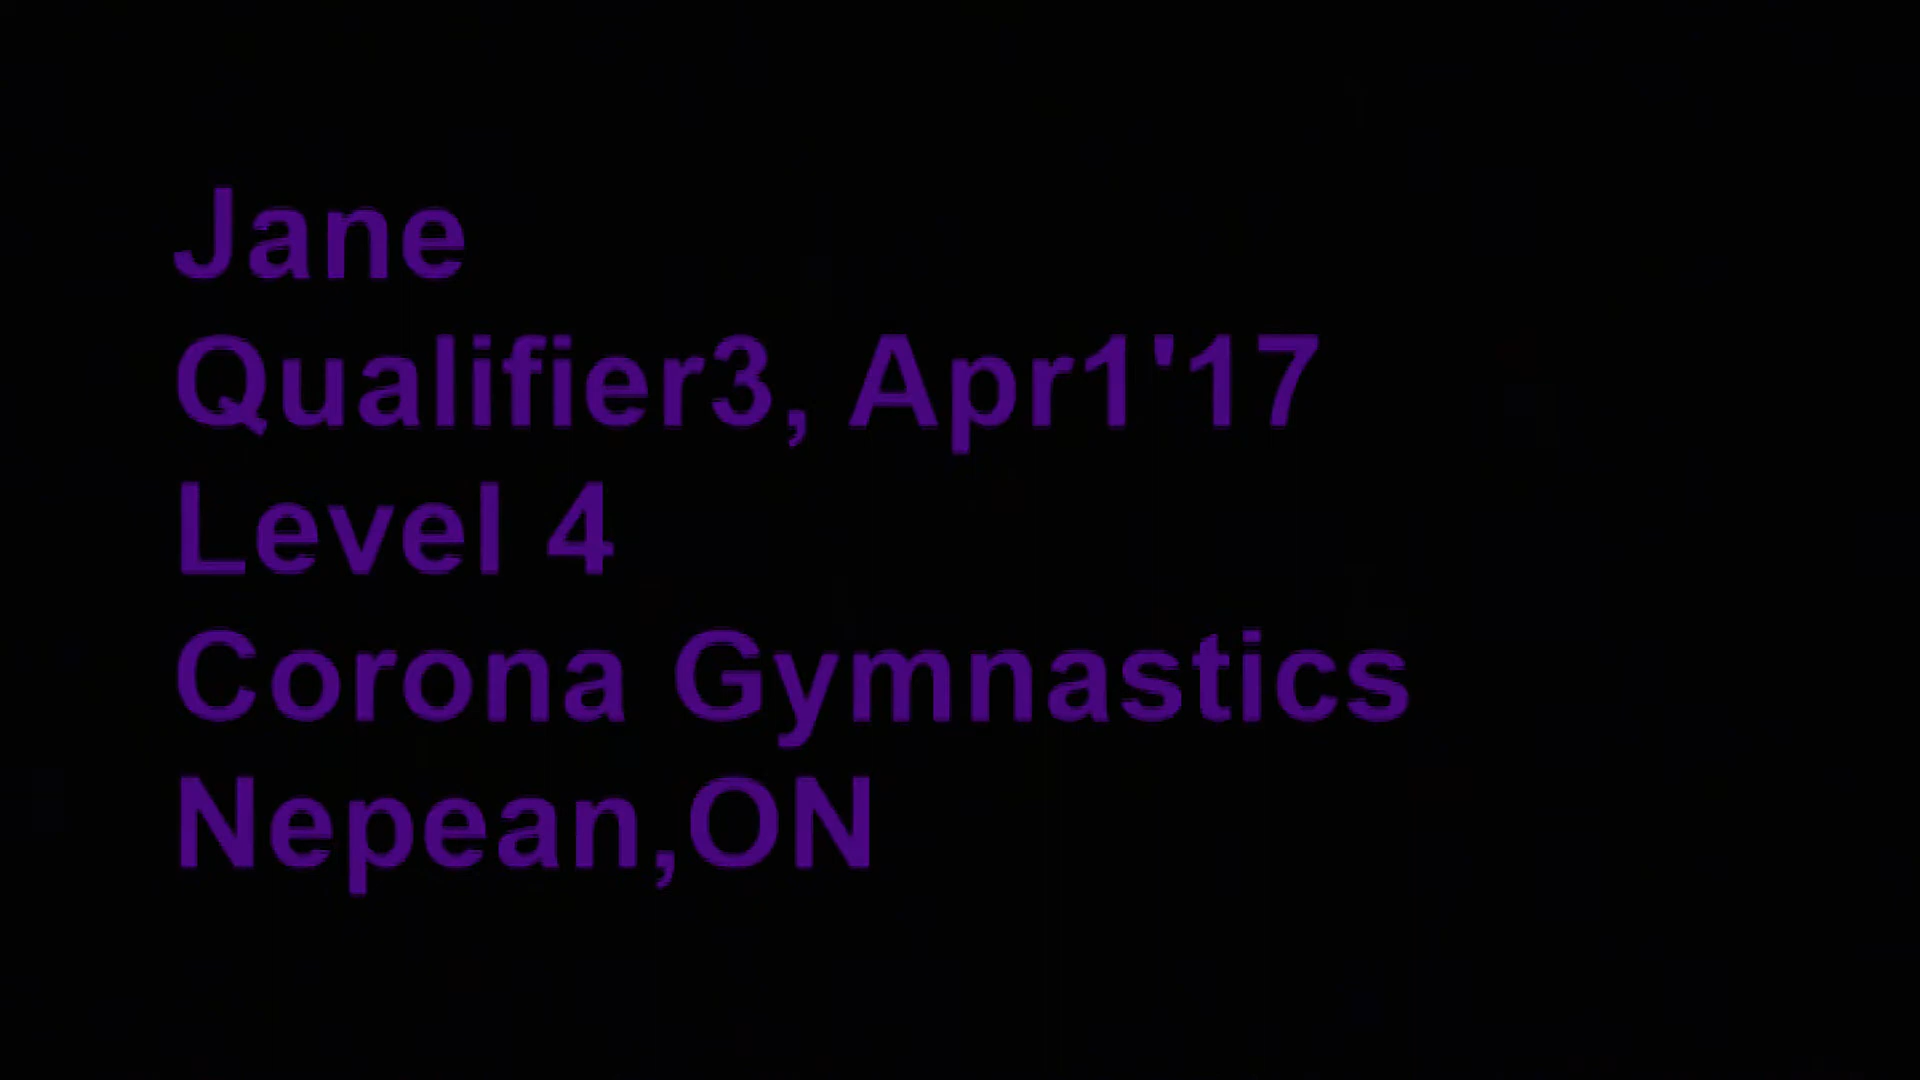 Jane
Qualifier3, Apr1'17
Level 4
Corona Gymnastics
Nepean,ON